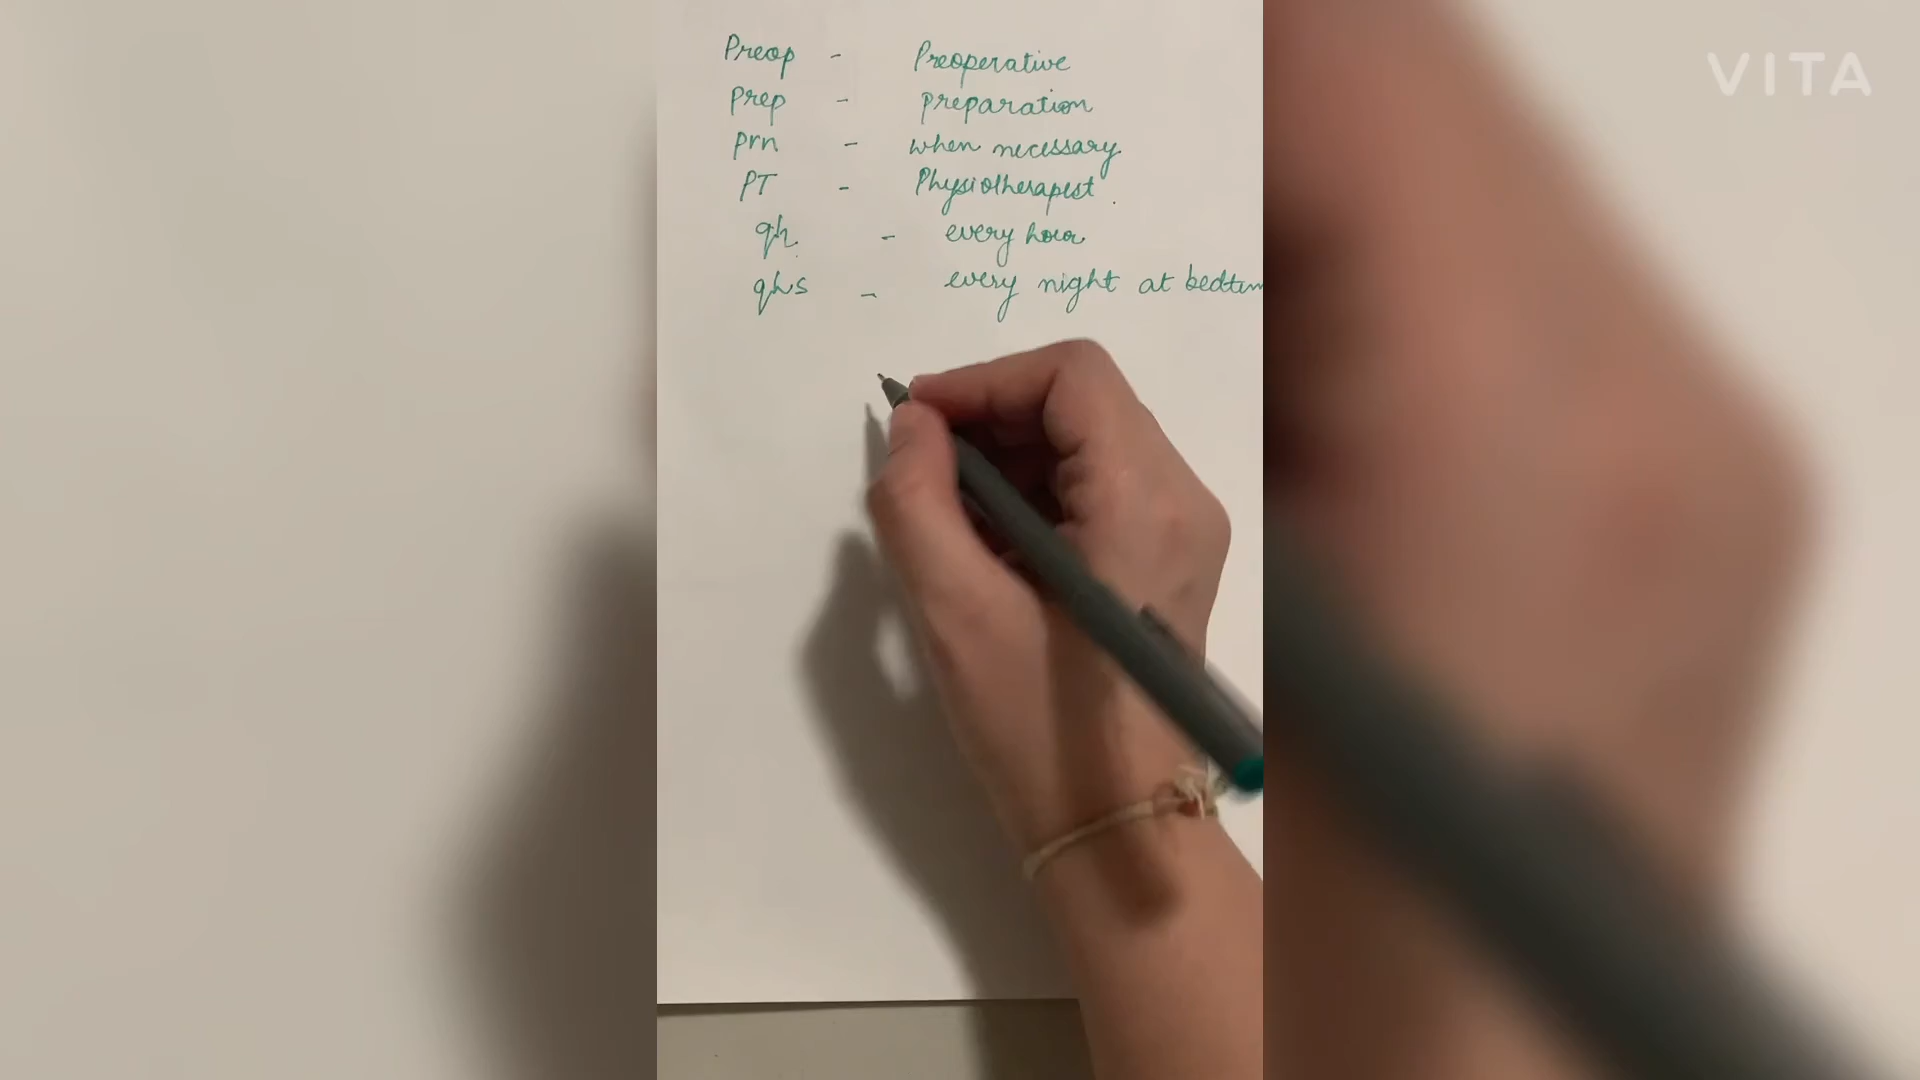 Preop - Preoperative
prep - preparation
prn - when necessary.
PT - Physiotherapist.
qh. - every hour
qhs - every night at bedtim
VITA